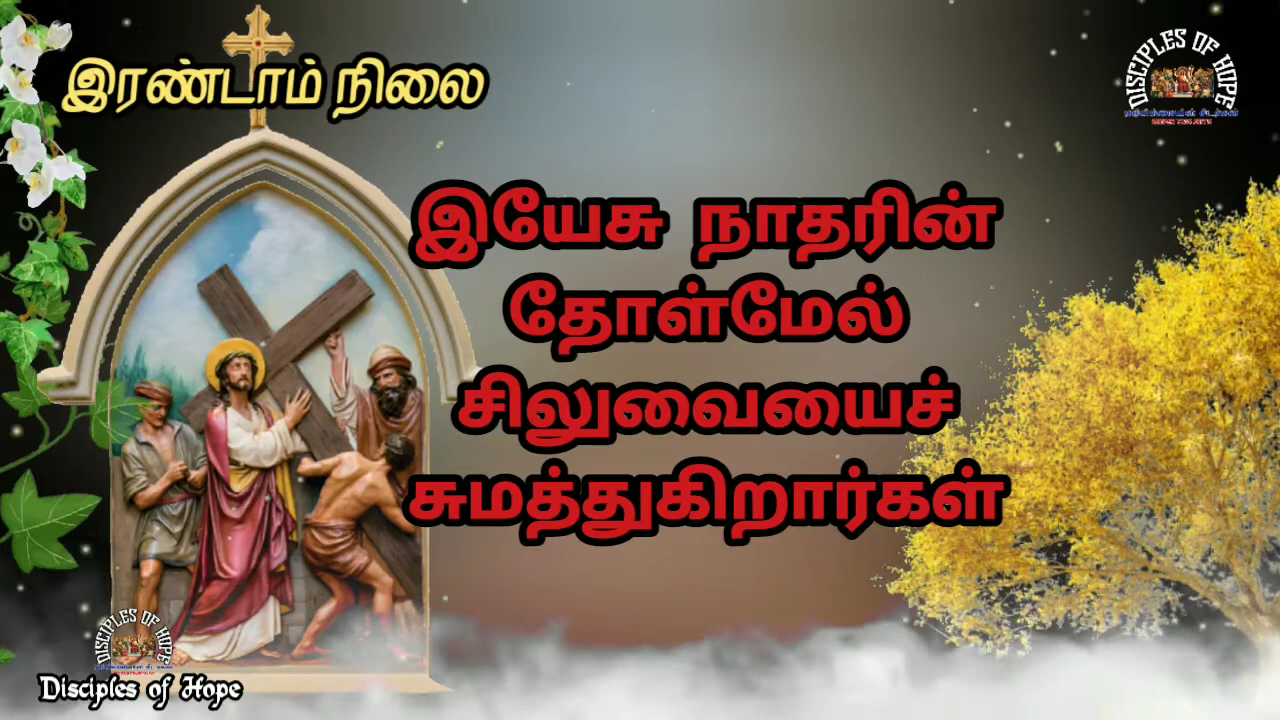 இரண்டாம் நிலை
DISCIPLES OF HOPE
இயேசு நாதரின்
தோள்மேல்
சிலுவையைச்
சுமத்துகிறார்கள்
DISCIPLES OF HOPE
Disciples of Hope